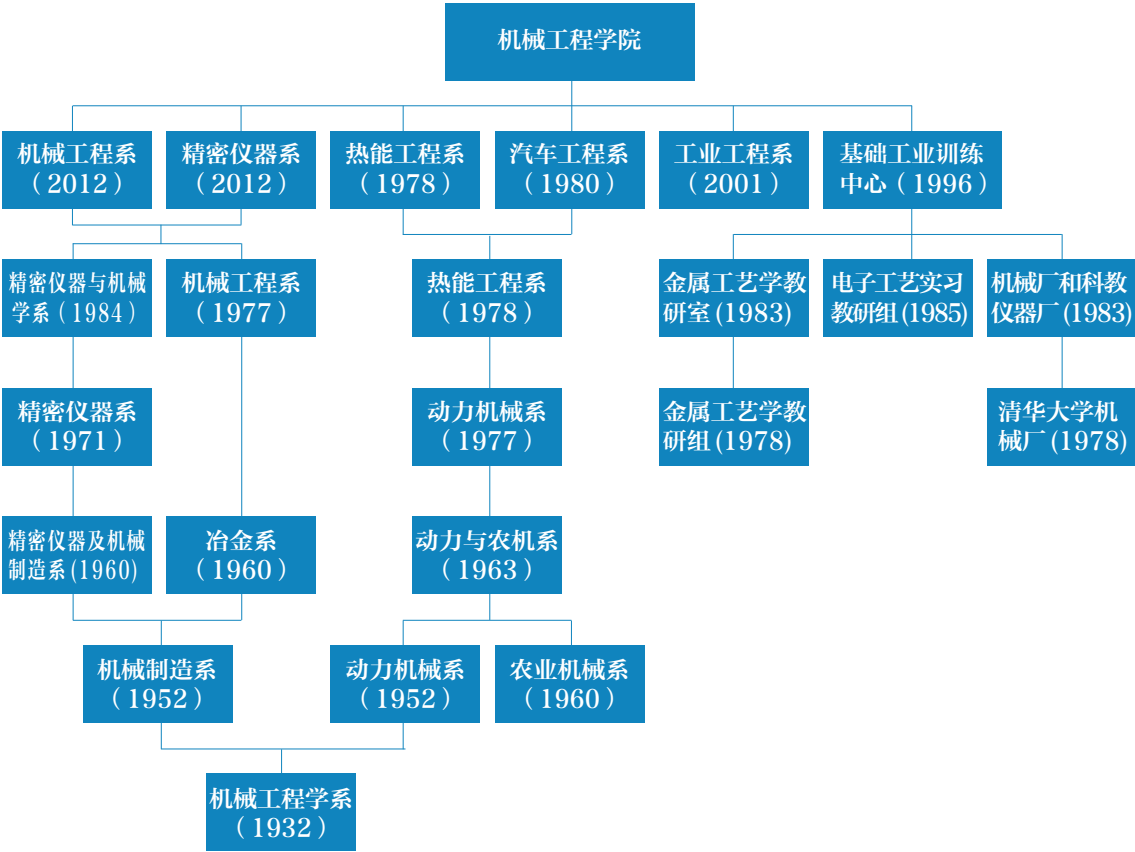 机械工程学院
机械工程系
（2012）
精密仪器系
（2012）
热能工程系
（1978）
汽车工程系
（1980）
工业工程系
（2001）
基础工业训练
中心（1996）
精密仪器与机械
学系（1984）
机械工程系
（1977）
热能工程系
（1978）
金属工艺学教
研室(1983)
电子工艺实习
教研组(1985)
机械厂和科教
仪器厂(1983)
精密仪器系
（1971）
动力机械系
（1977）
金属工艺学教
研组(1978)
清华大学机
械厂(1978)
精密仪器及机械
制造系(1960)
冶金系
（1960）
动力与农机系
（1963）
机械制造系
（1952）
动力机械系
（1952）
农业机械系
（1960）
机械工程学系
（1932）